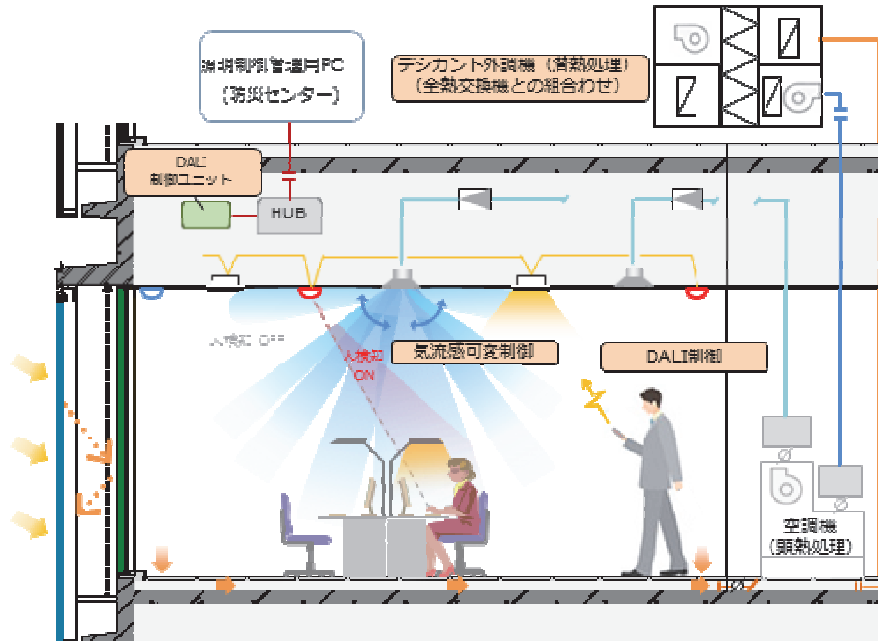 照明制御管理用PC
(防災センター)
デシカント外調機 (潜熱処理)
(全熱交換機との組合わせ)
DALI
制御ユニット
HUB
人検知 OFF
人検知
ON
気流感可変制御
DALI制御
空調機
(顕熱処理)